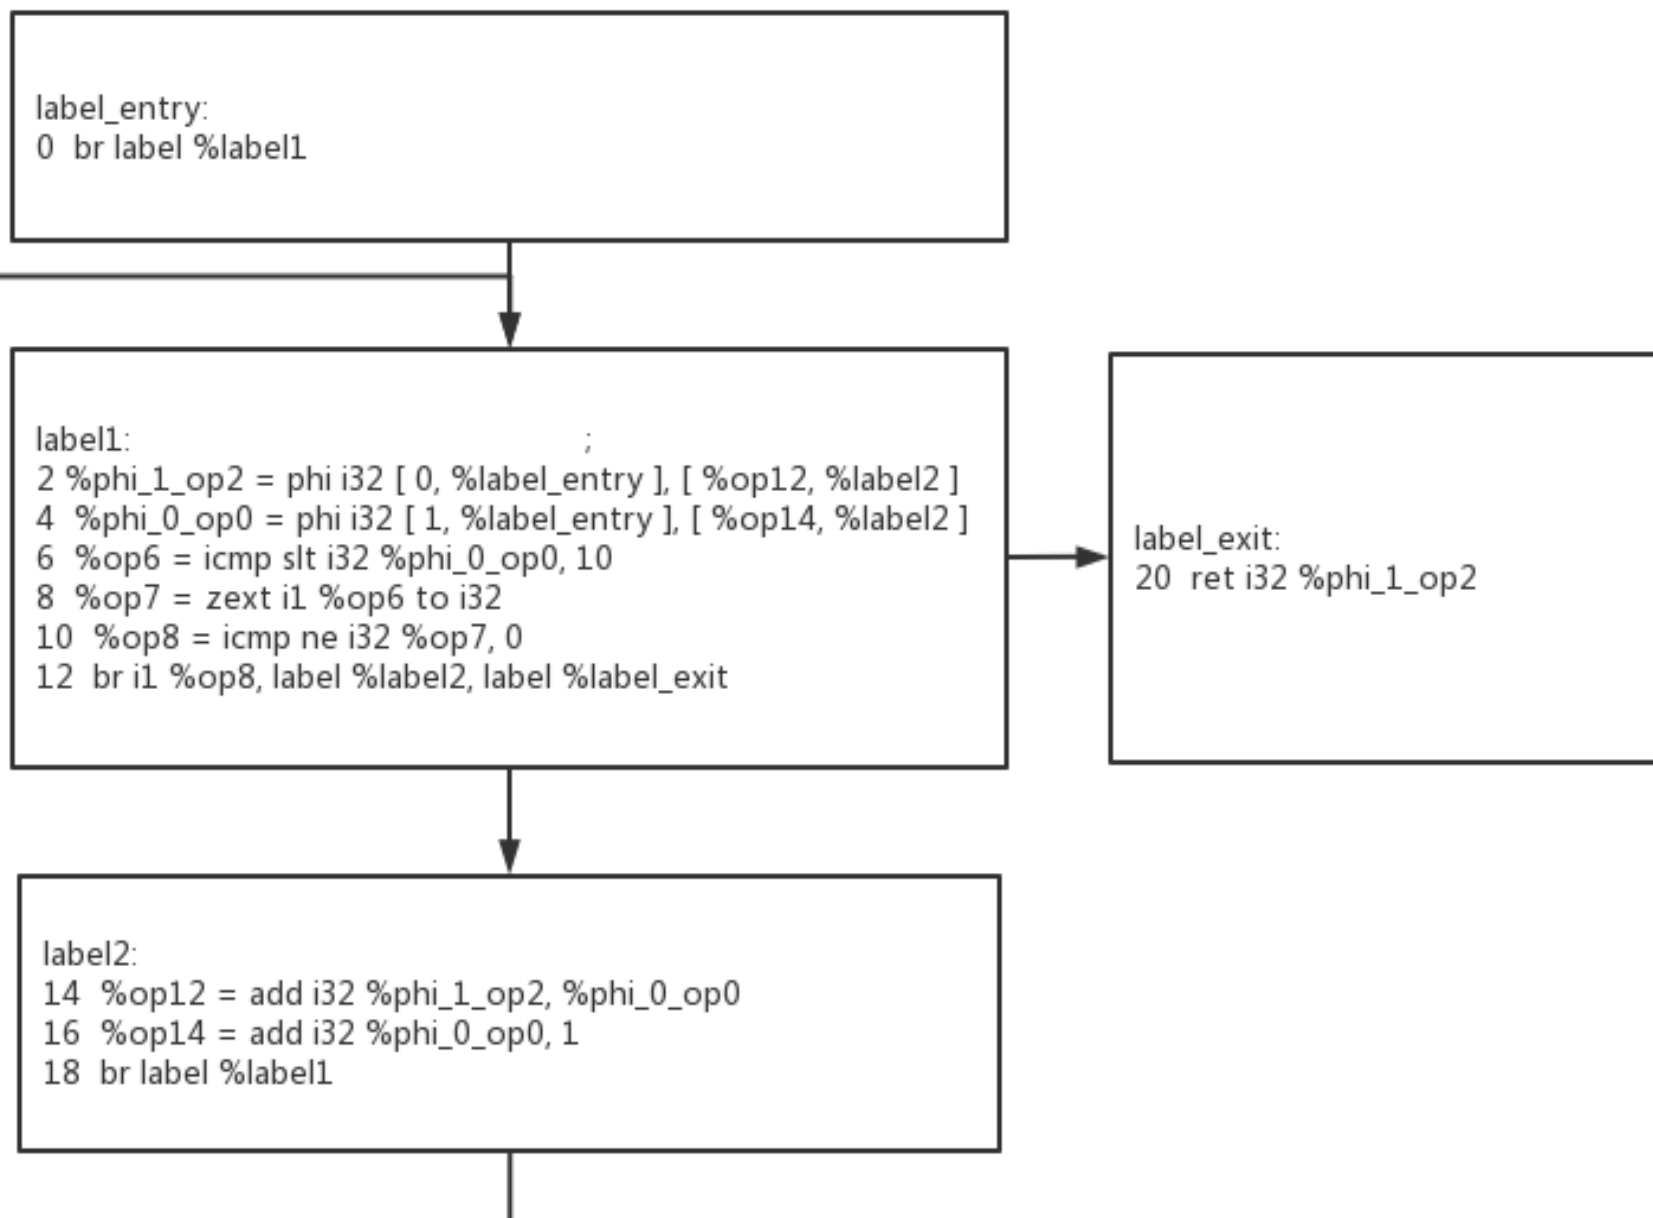 label_entry:
0 br label %label1
label1: ;
2 %phi_1_op2 = phi i32 [ 0, %label_entry ], [ %op12, %label2 ]
4 %phi_0_op0 = phi i32 [ 1, %label_entry ], [ %op14, %label2 ]
6 %op6 = icmp slt i32 %phi_0_op0, 10
8 %op7 = zext i1 %op6 to i32
10 %op8 = icmp ne i32 %op7, 0
12 br i1 %op8, label %label2, label %label_exit
label_exit:
20 ret i32 %phi_1_op2
label2:
14 %op12 = add i32 %phi_1_op2, %phi_0_op0
16 %op14 = add i32 %phi_0_op0, 1
18 br label %label1